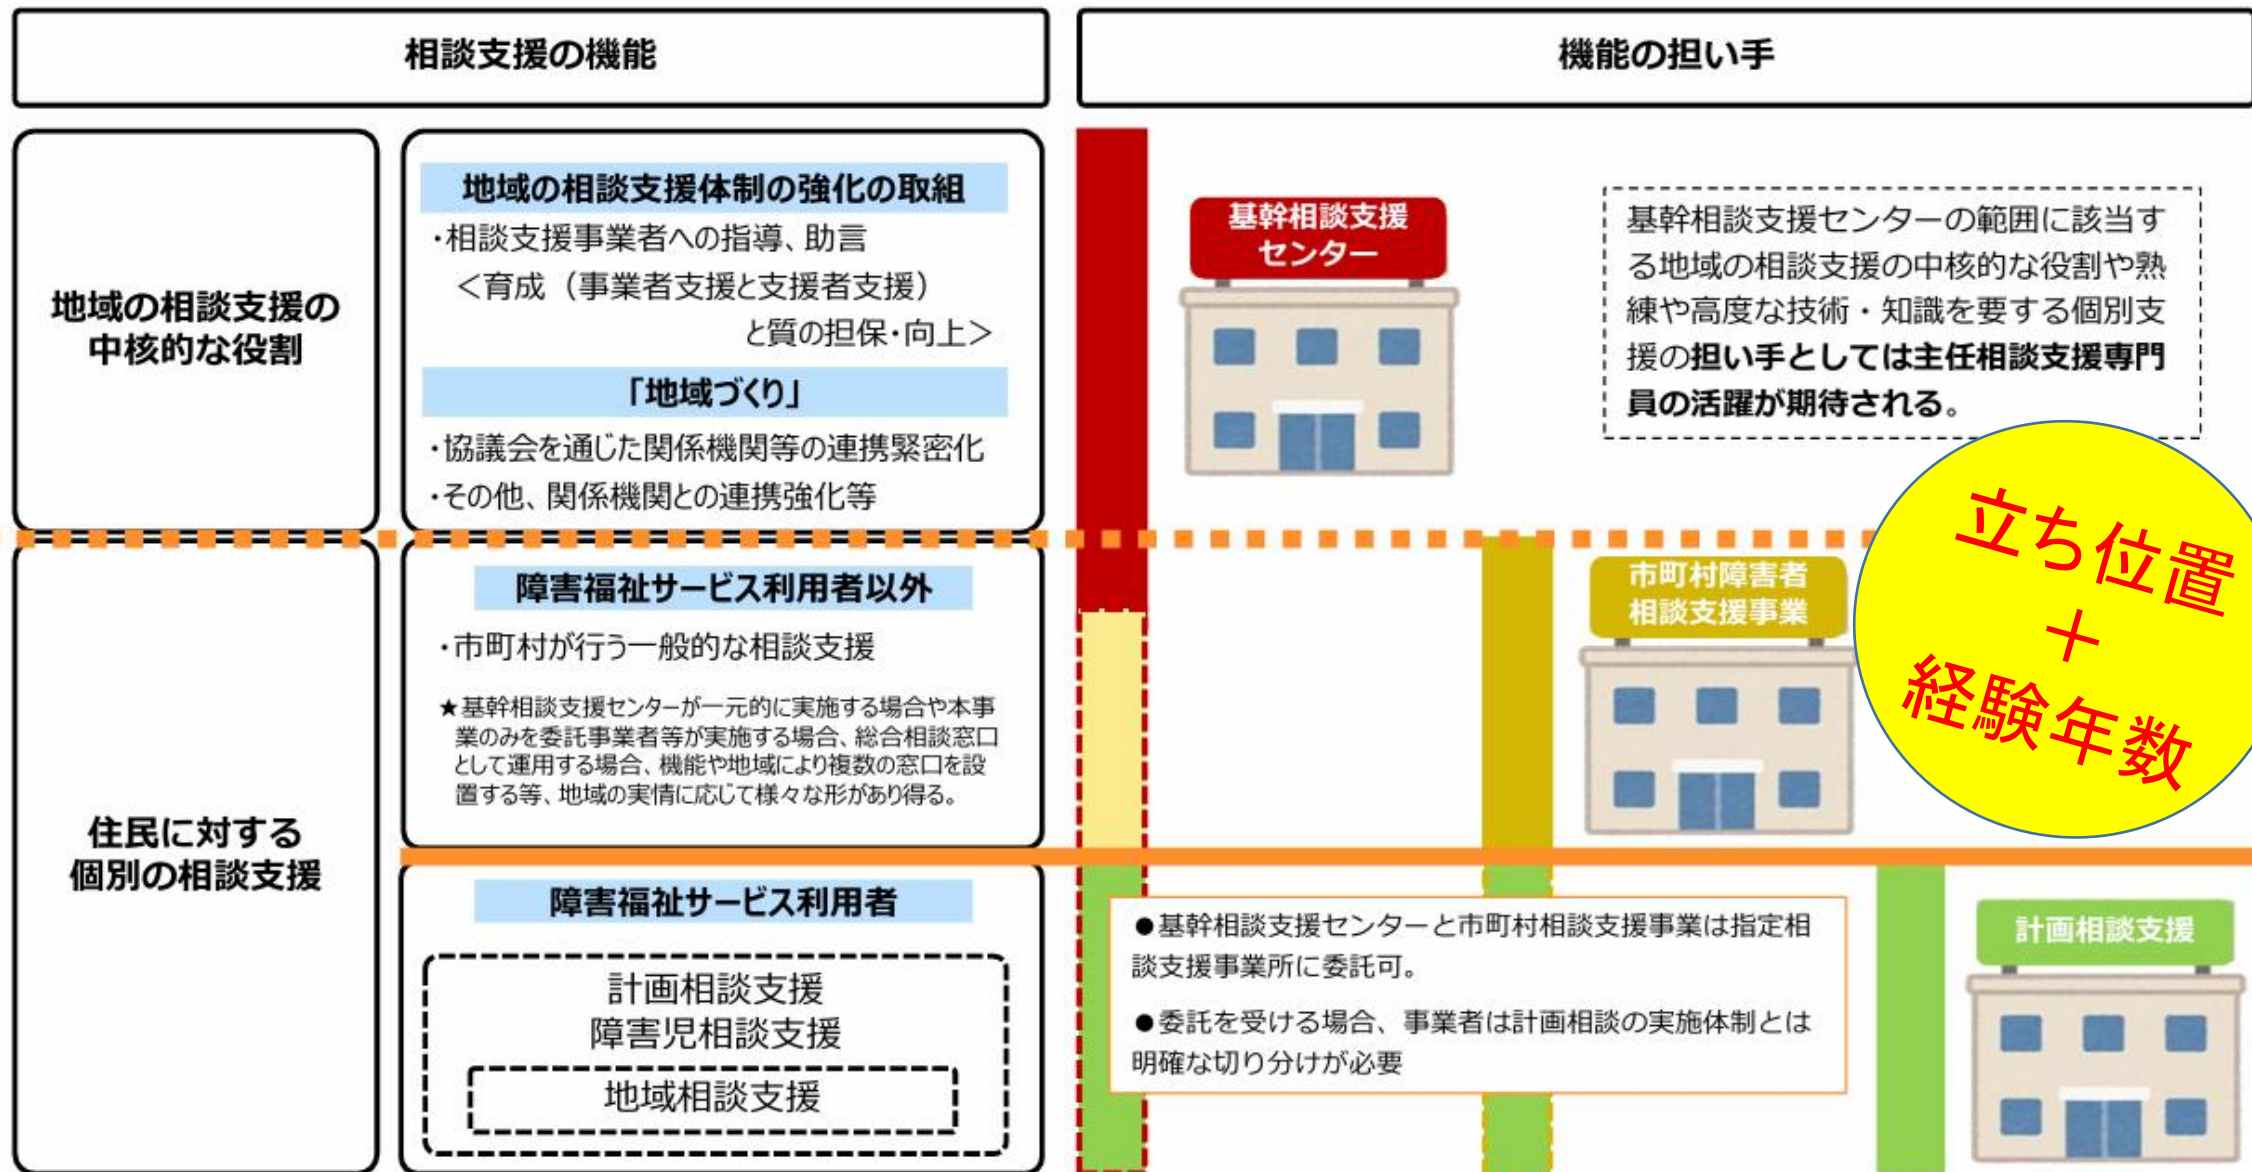 相談支援の機能
機能の担い手
地域の相談支援の
中核的な役割
地域の相談支援体制の強化の取組
・相談支援事業者への指導、助言
＜育成（事業者支援と支援者支援）
と質の担保・向上＞
「地域づくり」
・協議会を通じた関係機関等の連携緊密化
・その他、関係機関との連携強化等
基幹相談支援
センター
基幹相談支援センターの範囲に該当す
る地域の相談支援の中核的な役割や熟
練や高度な技術・知識を要する個別支
援の担い手としては主任相談支援専門
員の活躍が期待される。
立ち位置
＋
経験年数
住民に対する
個別の相談支援
障害福祉サービス利用者以外
・市町村が行う一般的な相談支援
★基幹相談支援センターが一元的に実施する場合や本事
業のみを委託事業者等が実施する場合、総合相談窓口
として運用する場合、機能や地域により複数の窓口を設
置する等、地域の実情に応じて様々な形があり得る。
市町村障害者
相談支援事業
障害福祉サービス利用者
計画相談支援
障害児相談支援
地域相談支援
●基幹相談支援センターと市町村相談支援事業は指定相
談支援事業所に委託可。
●委託を受ける場合、事業者は計画相談の実施体制とは
明確な切り分けが必要
計画相談支援